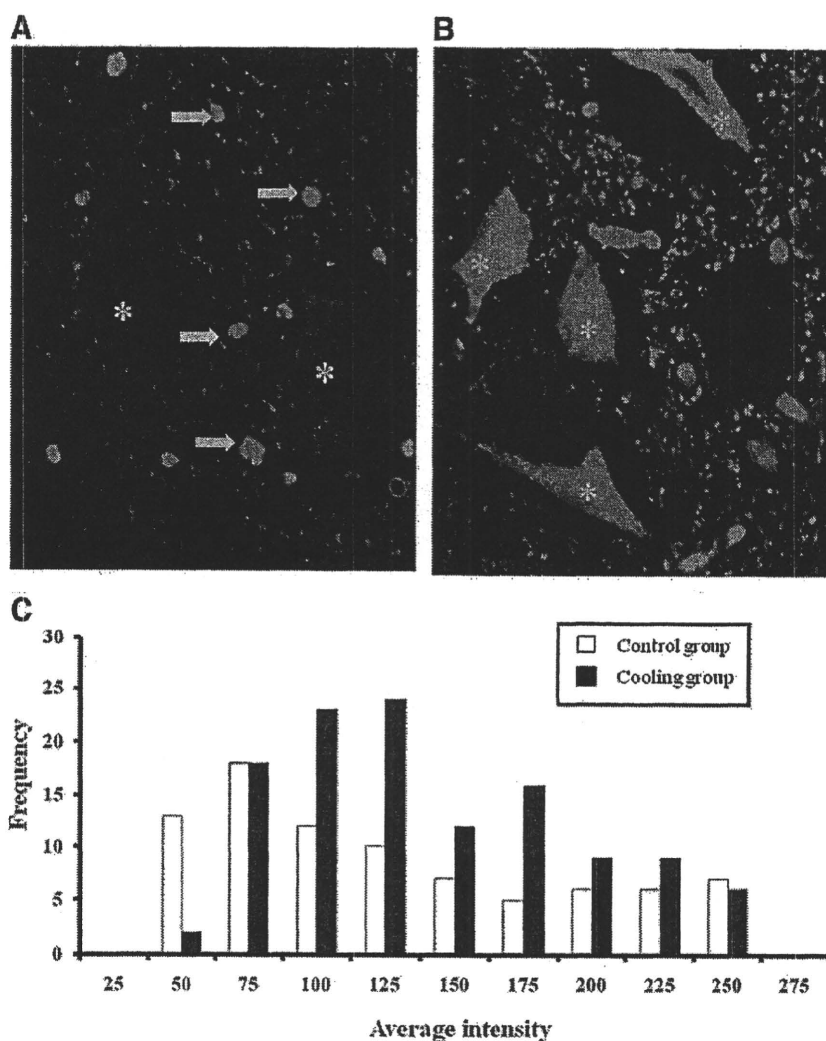 A
B
*
*
*
*
*
*
C
30
25
20
15
10
5
0
Frequency
Control group
Cooling group
25 50 75 100 125 150 175 200 225 250 275
Average intensity